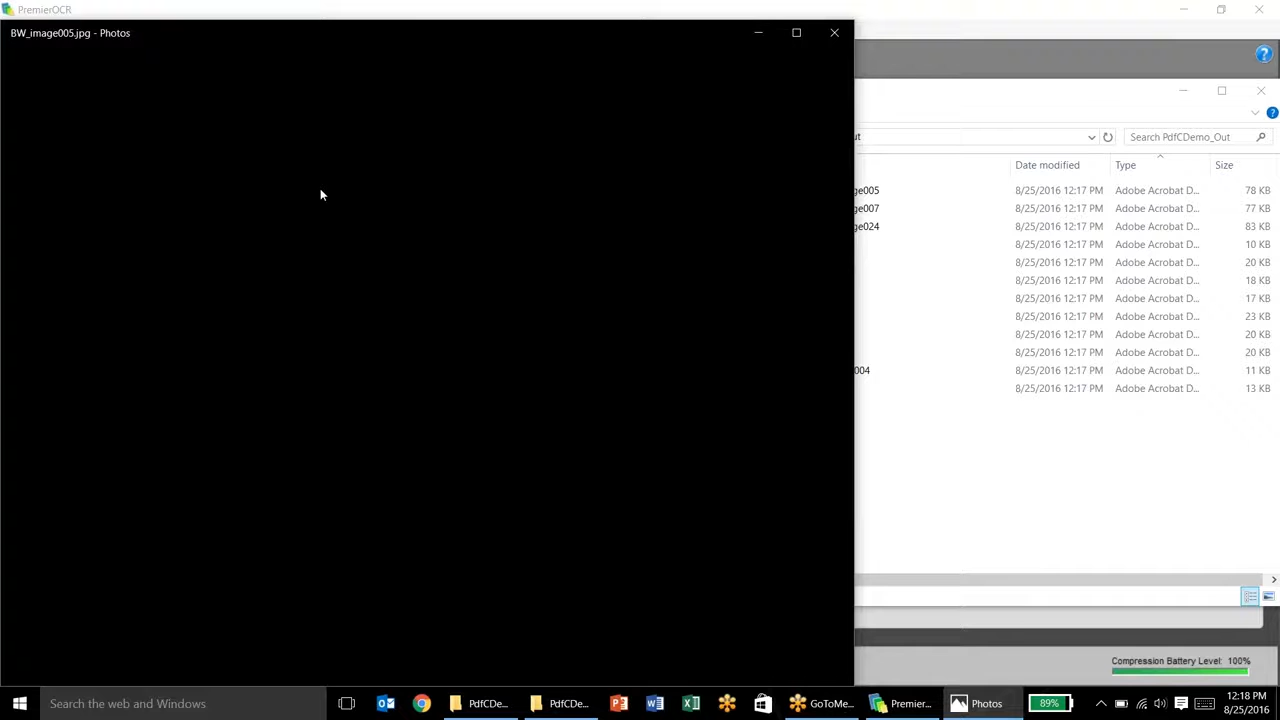 PremierOCR
BW_image005.jpg - Photos
ut
Search PdfCDemo_Out
Date modified Type Size
ge005 8/25/2016 12:17 PM Adobe Acrobat D... 78 KB
ge007 8/25/2016 12:17 PM Adobe Acrobat D... 77 KB
ge024 8/25/2016 12:17 PM Adobe Acrobat D... 83 KB
8/25/2016 12:17 PM Adobe Acrobat D... 10 KB
8/25/2016 12:17 PM Adobe Acrobat D... 20 KB
8/25/2016 12:17 PM Adobe Acrobat D... 18 KB
8/25/2016 12:17 PM Adobe Acrobat D... 17 KB
8/25/2016 12:17 PM Adobe Acrobat D... 23 KB
8/25/2016 12:17 PM Adobe Acrobat D... 20 KB
8/25/2016 12:17 PM Adobe Acrobat D... 20 KB
004 8/25/2016 12:17 PM Adobe Acrobat D... 11 KB
8/25/2016 12:17 PM Adobe Acrobat D... 13 KB
Compression Battery Level: 100%
Search the web and Windows PdfCDe... PdfCDe... GoToMe... Premier... Photos 89% 12:18 PM
8/25/2016